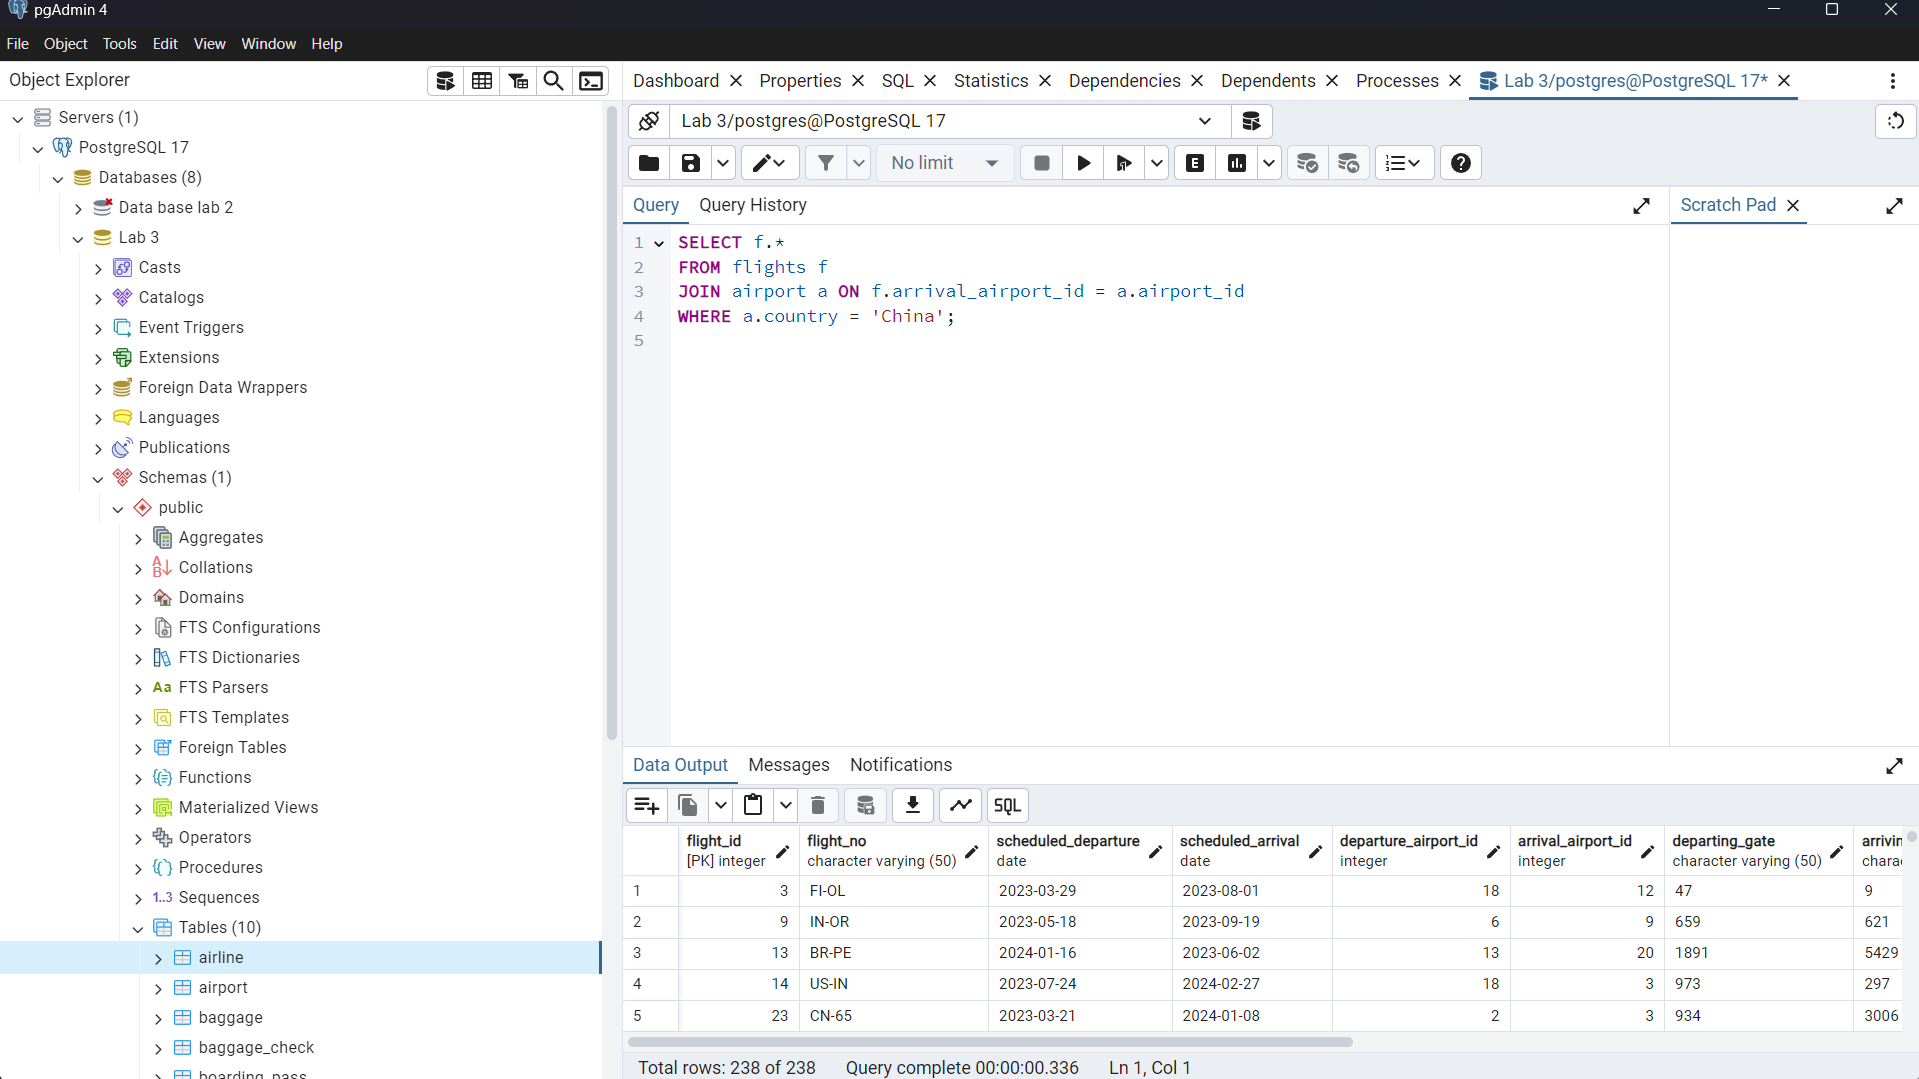 pgAdmin 4
File Object Tools Edit View Window Help
Object Explorer
Dashboard Properties SQL Statistics Dependencies Dependents Processes Lab 3/postgres@PostgreSQL 17*
Servers (1)
PostgreSQL 17
Databases (8)
Data base lab 2
Lab 3
Casts
Catalogs
Event Triggers
Extensions
Foreign Data Wrappers
Languages
Publications
Schemas (1)
public
Aggregates
Collations
Domains
FTS Configurations
FTS Dictionaries
Aa FTS Parsers
FTS Templates
Foreign Tables
Functions
Materialized Views
Operators
Procedures
1..3 Sequences
Tables (10)
airline
airport
baggage
baggage_check
boarding_pass
Lab 3/postgres@PostgreSQL 17
No limit
E
Query Query History
Scratch Pad
1 SELECT f.*
2 FROM flights f
3 JOIN airport a ON f.arrival_airport_id = a.airport_id
4 WHERE a.country = 'China';
5
Data Output Messages Notifications
SQL
flight_id flight_no scheduled_departure scheduled_arrival departure_airport_id arrival_airport_id departing_gate arrivin
[PK] integer character varying (50) date date integer integer character varying (50) charac
1 3 FI-OL 2023-03-29 2023-08-01 18 12 47 9
2 9 IN-OR 2023-05-18 2023-09-19 6 9 659 621
3 13 BR-PE 2024-01-16 2023-06-02 13 20 1891 5429
4 14 US-IN 2023-07-24 2024-02-27 18 3 973 297
5 23 CN-65 2023-03-21 2024-01-08 2 3 934 3006
Total rows: 238 of 238 Query complete 00:00:00.336 Ln 1, Col 1